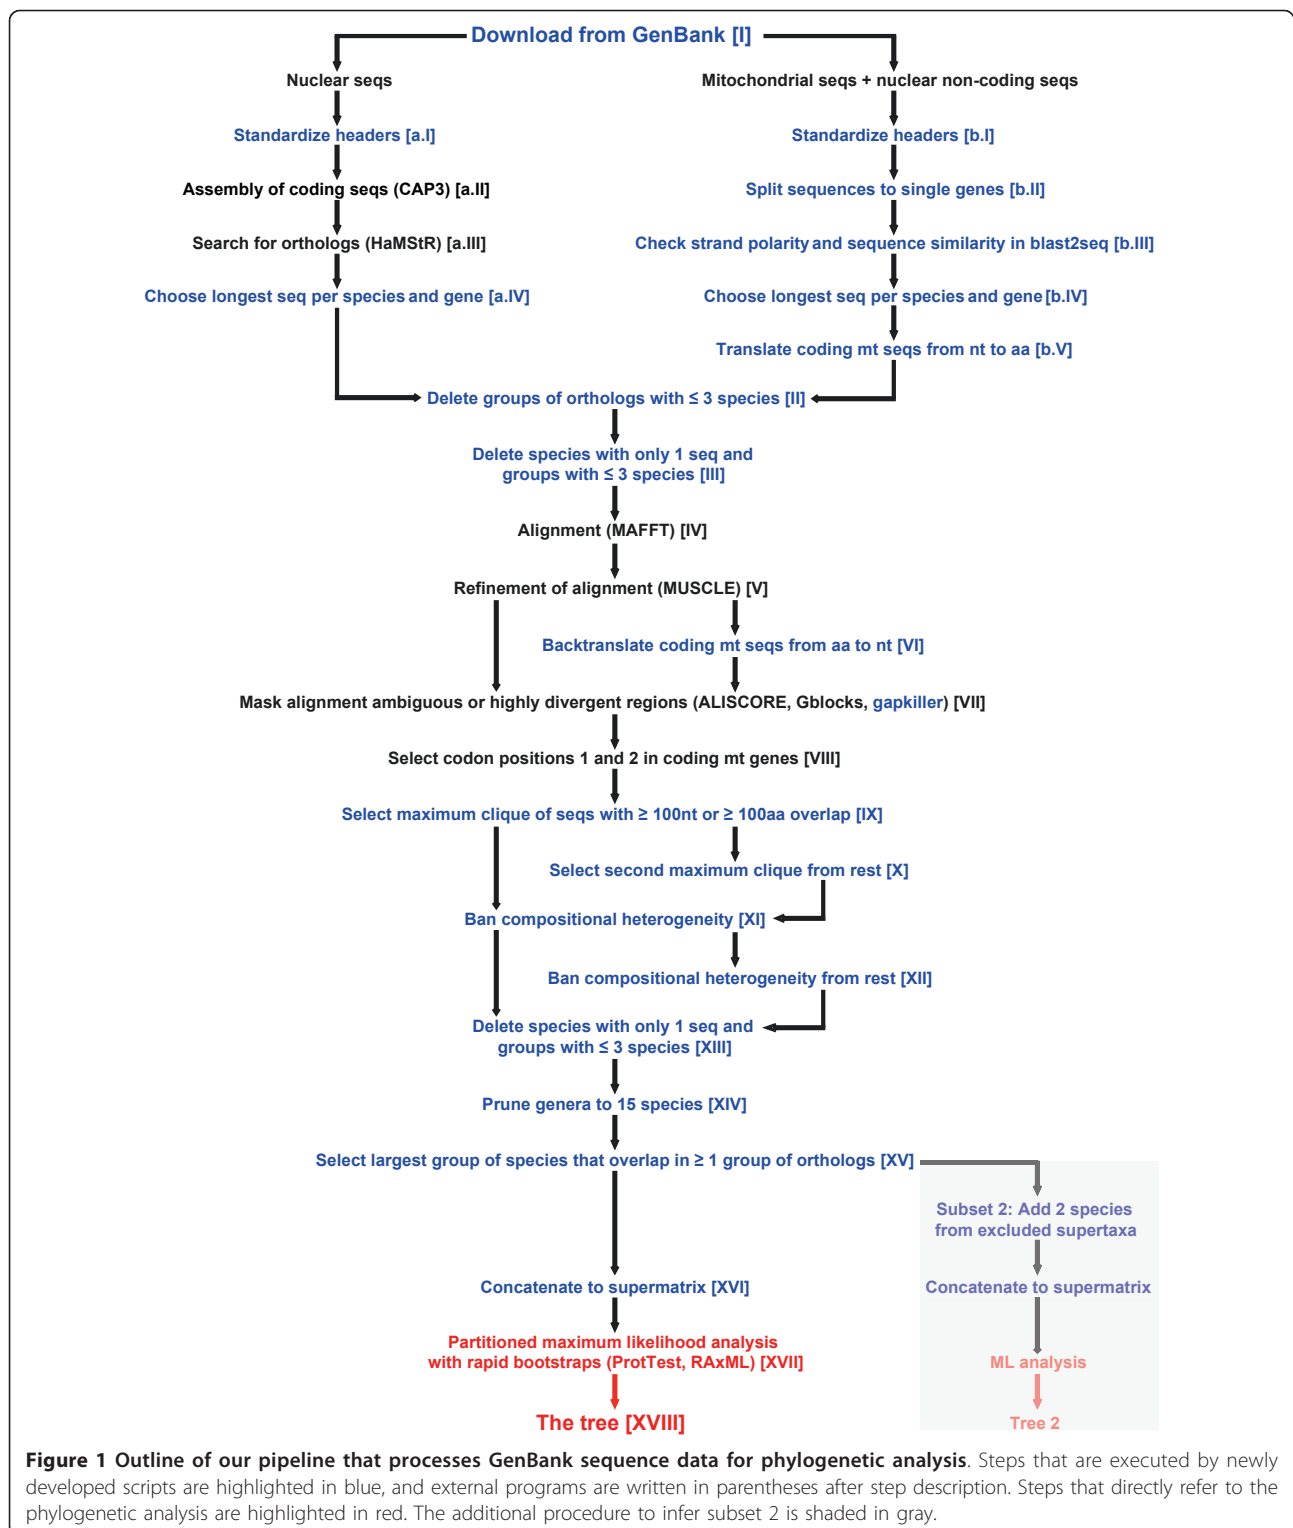 Download from GenBank [I]
Nuclear seqs
Mitochondrial seqs + nuclear non-coding seqs
Standardize headers [a.I]
Standardize headers [b.I]
Assembly of coding seqs (CAP3) [a.II]
Split sequences to single genes [b.II]
Search for orthologs (HaMStR) [a.III]
Check strand polarity and sequence similarity in blast2seq [b.III]
Choose longest seq per species and gene [a.IV]
Choose longest seq per species and gene [b.IV]
Translate coding mt seqs from nt to aa [b.V]
Delete groups of orthologs with ≤ 3 species [II]
Delete species with only 1 seq and
groups with ≤ 3 species [III]
Alignment (MAFFT) [IV]
Refinement of alignment (MUSCLE) [V]
Backtranslate coding mt seqs from aa to nt [VI]
Mask alignment ambiguous or highly divergent regions (ALISCORE, Gblocks, gapkiller) [VII]
Select codon positions 1 and 2 in coding mt genes [VIII]
Select maximum clique of seqs with ≥ 100nt or ≥ 100aa overlap [IX]
Select second maximum clique from rest [X]
Ban compositional heterogeneity [XI]
Ban compositional heterogeneity from rest [XII]
Delete species with only 1 seq and
groups with ≤ 3 species [XIII]
Prune genera to 15 species [XIV]
Select largest group of species that overlap in ≥ 1 group of orthologs [XV]
Subset 2: Add 2 species
from excluded supertaxa
Concatenate to supermatrix [XVI]
Concatenate to supermatrix
Partitioned maximum likelihood analysis
with rapid bootstraps (ProtTest, RAxML) [XVII]
ML analysis
The tree [XVIII]
Tree 2
Figure 1 Outline of our pipeline that processes GenBank sequence data for phylogenetic analysis. Steps that are executed by newly
developed scripts are highlighted in blue, and external programs are written in parentheses after step description. Steps that directly refer to
the phylogenetic analysis are highlighted in red. The additional procedure to infer subset 2 is shaded in gray.